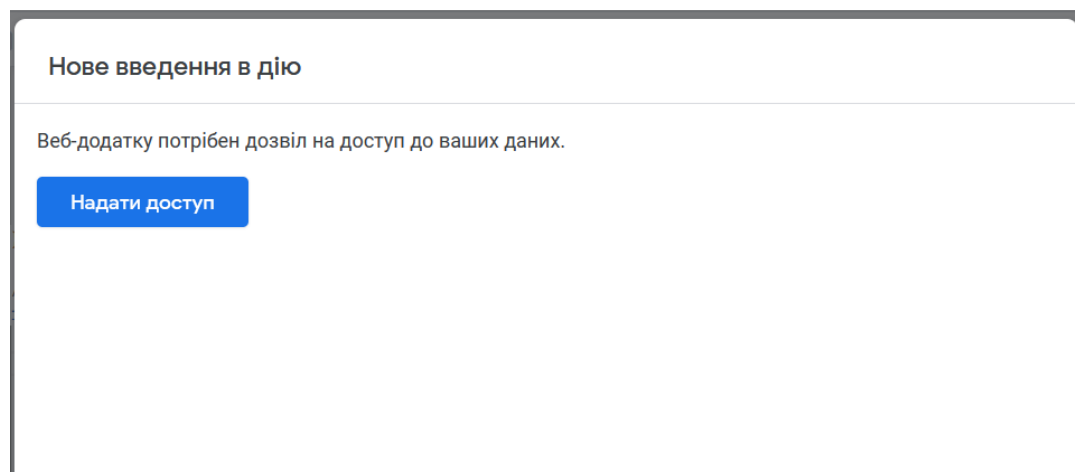 Нове введення в дію
Веб-додатку потрібен дозвіл на доступ до ваших даних.
Надати доступ